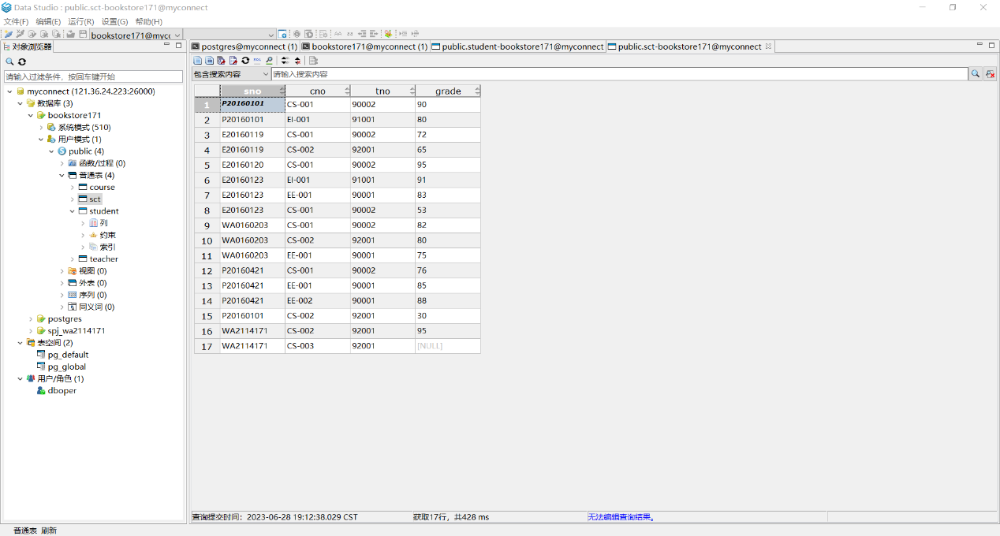 Data Studio : public.sct-bookstore171@myconnect
文件(F) 编辑(E) 运行(R) 设置(G) 帮助(H)
bookstore171@myco
对象浏览器
请输入过滤条件，按回车键开始
myconnect (121.36.24.223:26000)
数据库 (3)
bookstore171
系统模式 (510)
用户模式 (1)
public (4)
函数/过程 (0)
普通表 (4)
course
sct
student
列
约束
索引
teacher
视图 (0)
外表 (0)
序列 (0)
同义词 (0)
postgres
spj_wa2114171
表空间 (2)
pg_default
pg_global
用户/角色 (1)
dboper
postgres@myconnect (1) bookstore171@myconnect (1) public.student-bookstore171@myconnect public.sct-bookstore171@myconnect
包含搜索内容 请输入搜索内容
sno cno tno grade
1 P20160101 CS-001 90002 90
2 P20160101 EI-001 91001 80
3 E20160119 CS-001 90002 72
4 E20160119 CS-002 92001 65
5 E20160120 CS-001 90002 95
6 E20160123 EI-001 91001 91
7 E20160123 EE-001 90001 83
8 E20160123 CS-001 90002 53
9 WA0160203 CS-001 90002 82
10 WA0160203 CS-002 92001 80
11 WA0160203 EE-001 90001 75
12 P20160421 CS-001 90002 76
13 P20160421 EE-001 90001 85
14 P20160421 EE-002 90001 88
15 P20160101 CS-002 92001 30
16 WA2114171 CS-002 92001 95
17 WA2114171 CS-003 92001 [NULL]
查询提交时间：2023-06-28 19:12:38.029 CST 获取17行，共428 ms 无法编辑查询结果。
普通表 刷新